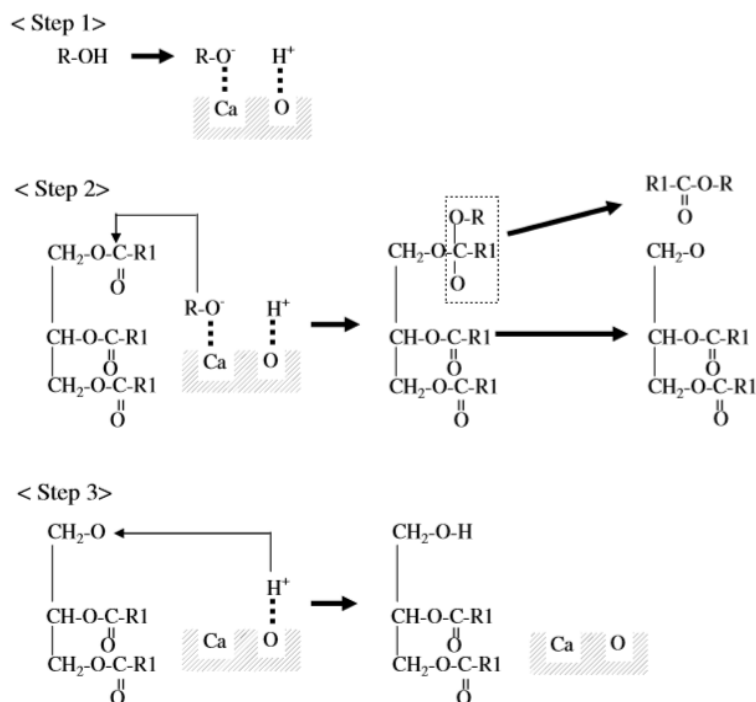 < Step 1>
R-OH R-O⁻ H⁺
Ca O
< Step 2>
R1-C-O-R
O
O-R
CH₂-O-C-R1 CH₂-O-C-R1 CH₂-O
O O
R-O⁻ H⁺
CH-O-C-R1 CH-O-C-R1 CH-O-C-R1
O Ca O O O
CH₂-O-C-R1 CH₂-O-C-R1 CH₂-O-C-R1
O O O
< Step 3>
CH₂-O CH₂-O-H
H⁺
CH-O-C-R1 CH-O-C-R1
O Ca O O Ca O
CH₂-O-C-R1 CH₂-O-C-R1
O O